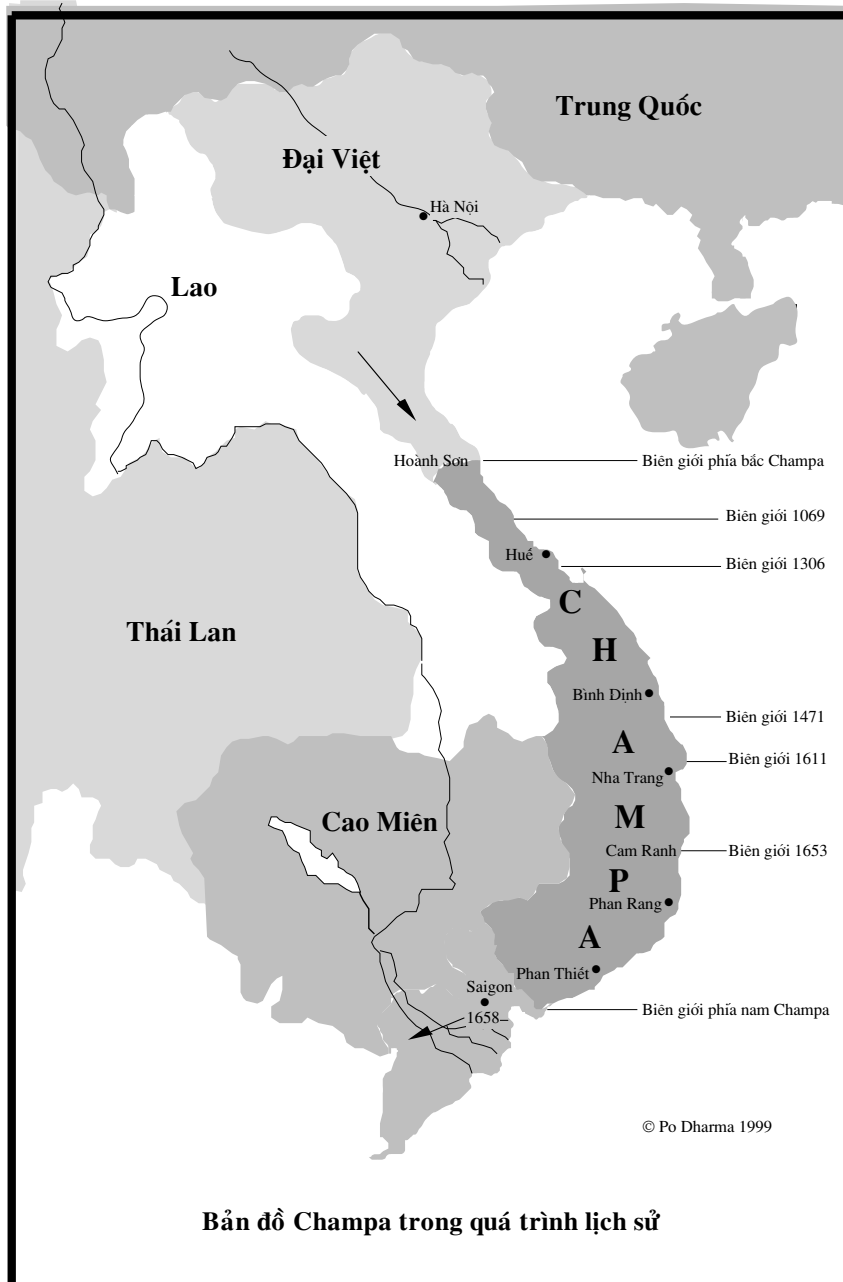 Trung Quốc
Đại Việt
Hà Nội
Lao
Hoành Sơn
Biên giới phía bắc Champa
Biên giới 1069
Huế
Biên giới 1306
C
Thái Lan
H
Bình Định
Biên giới 1471
A
Biên giới 1611
Nha Trang
Cao Miên
M
Cam Ranh
Biên giới 1653
P
Phan Rang
A
Phan Thiết
Saigon
Biên giới phía nam Champa
1658
© Po Dharma 1999
Bản đồ Champa trong quá trình lịch sử